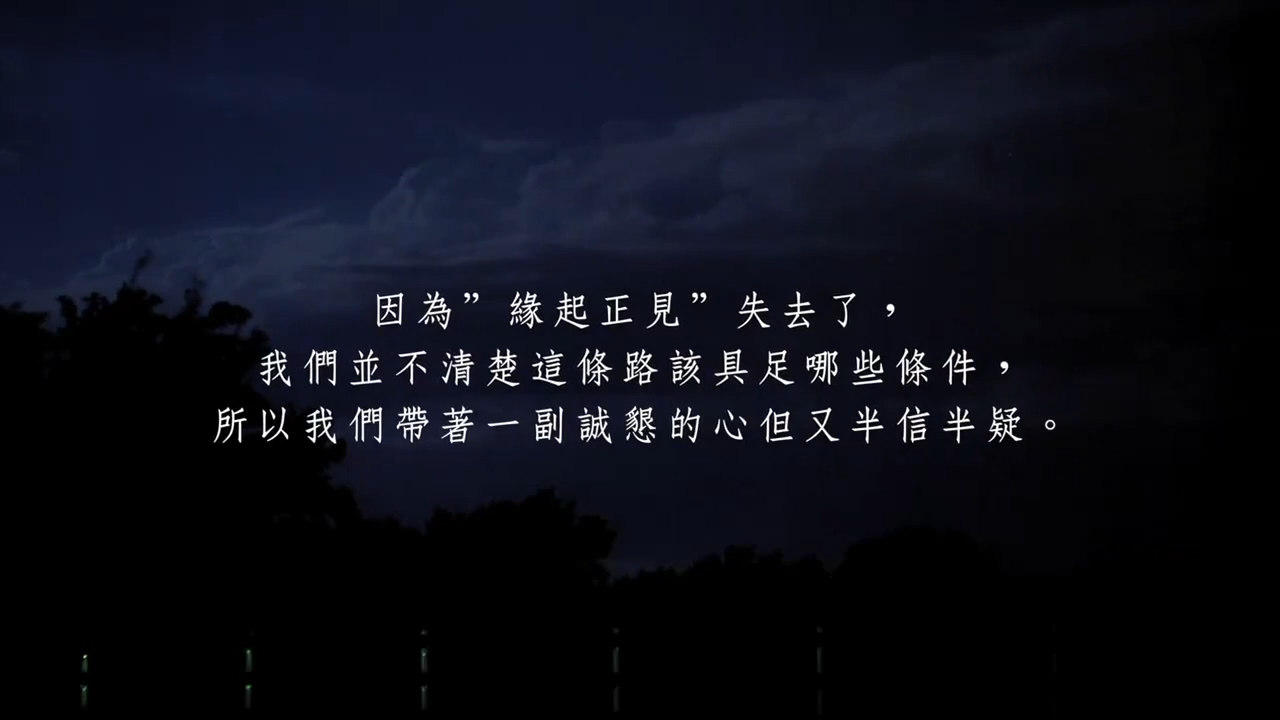 因為”緣起正見”失去了，
我們並不清楚這條路該具足哪些條件，
所以我們帶著一副誠懇的心但又半信半疑。